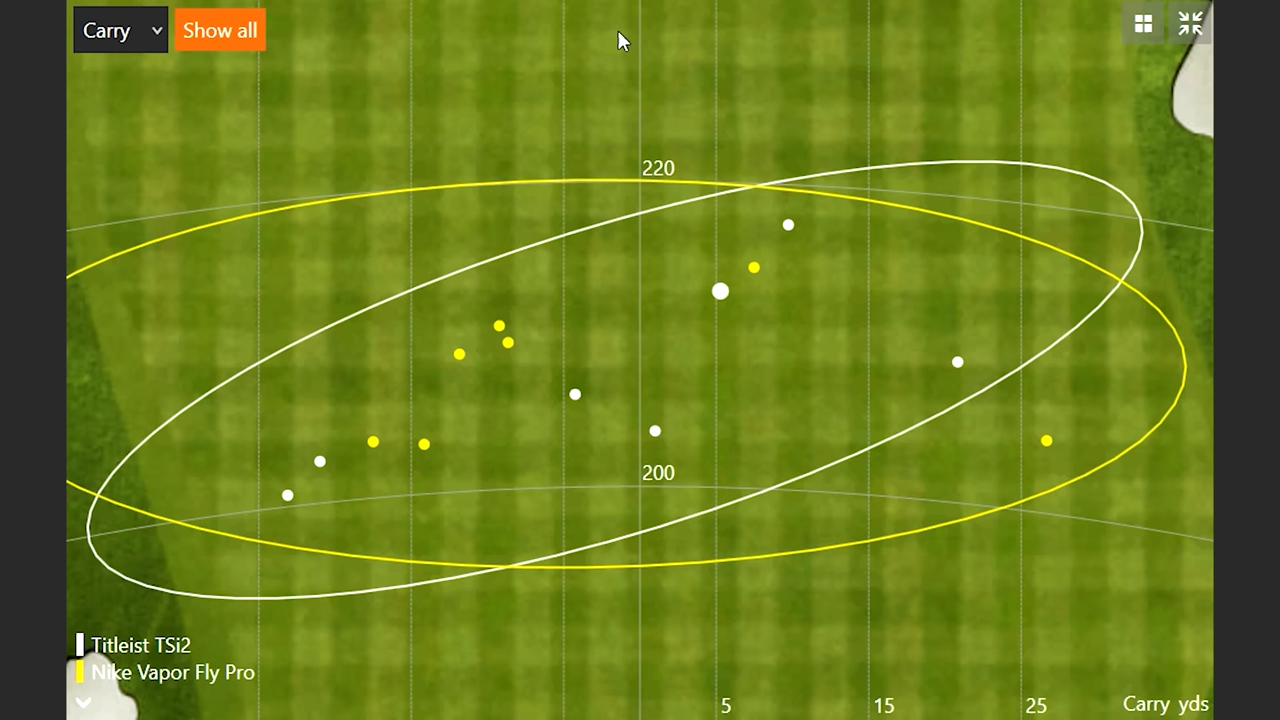 Carry
Show all
220
200
Titleist TSi2
Nike Vapor Fly Pro
5
15
25
Carry yds